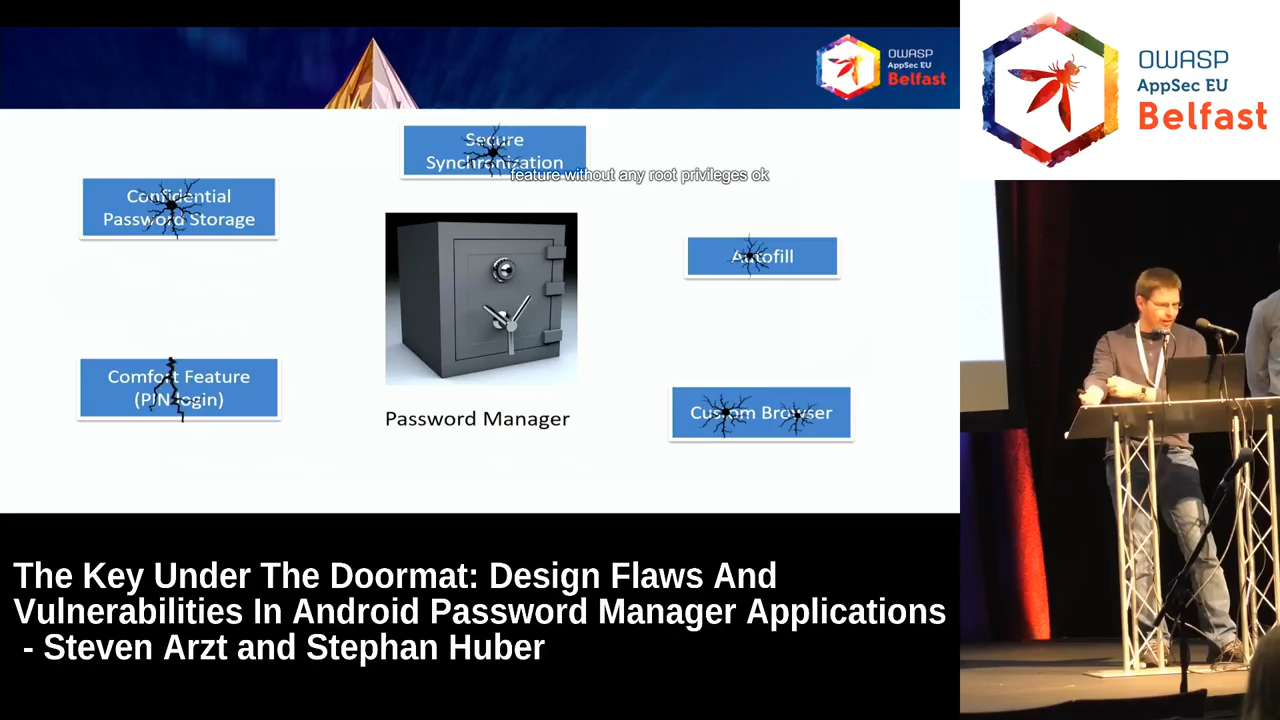 OWASP
AppSec EU
Belfast
OWASP
AppSec EU
Belfast
Secure
Synchronization
feature without any root privileges ok
Confidential
Password Storage
Autofill
Comfort Feature
(PIN login)
Custom Browser
Password Manager
The Key Under The Doormat: Design Flaws And
Vulnerabilities In Android Password Manager Applications
- Steven Arzt and Stephan Huber